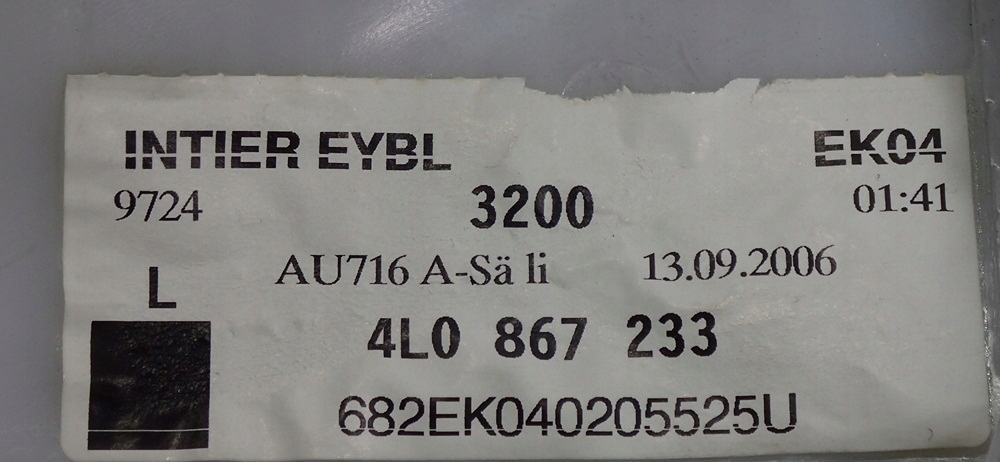 INTIER EYBL EK04
9724 3200 01:41
L AU716 A-Sä li 13.09.2006
4L0 867 233
682EK040205525U